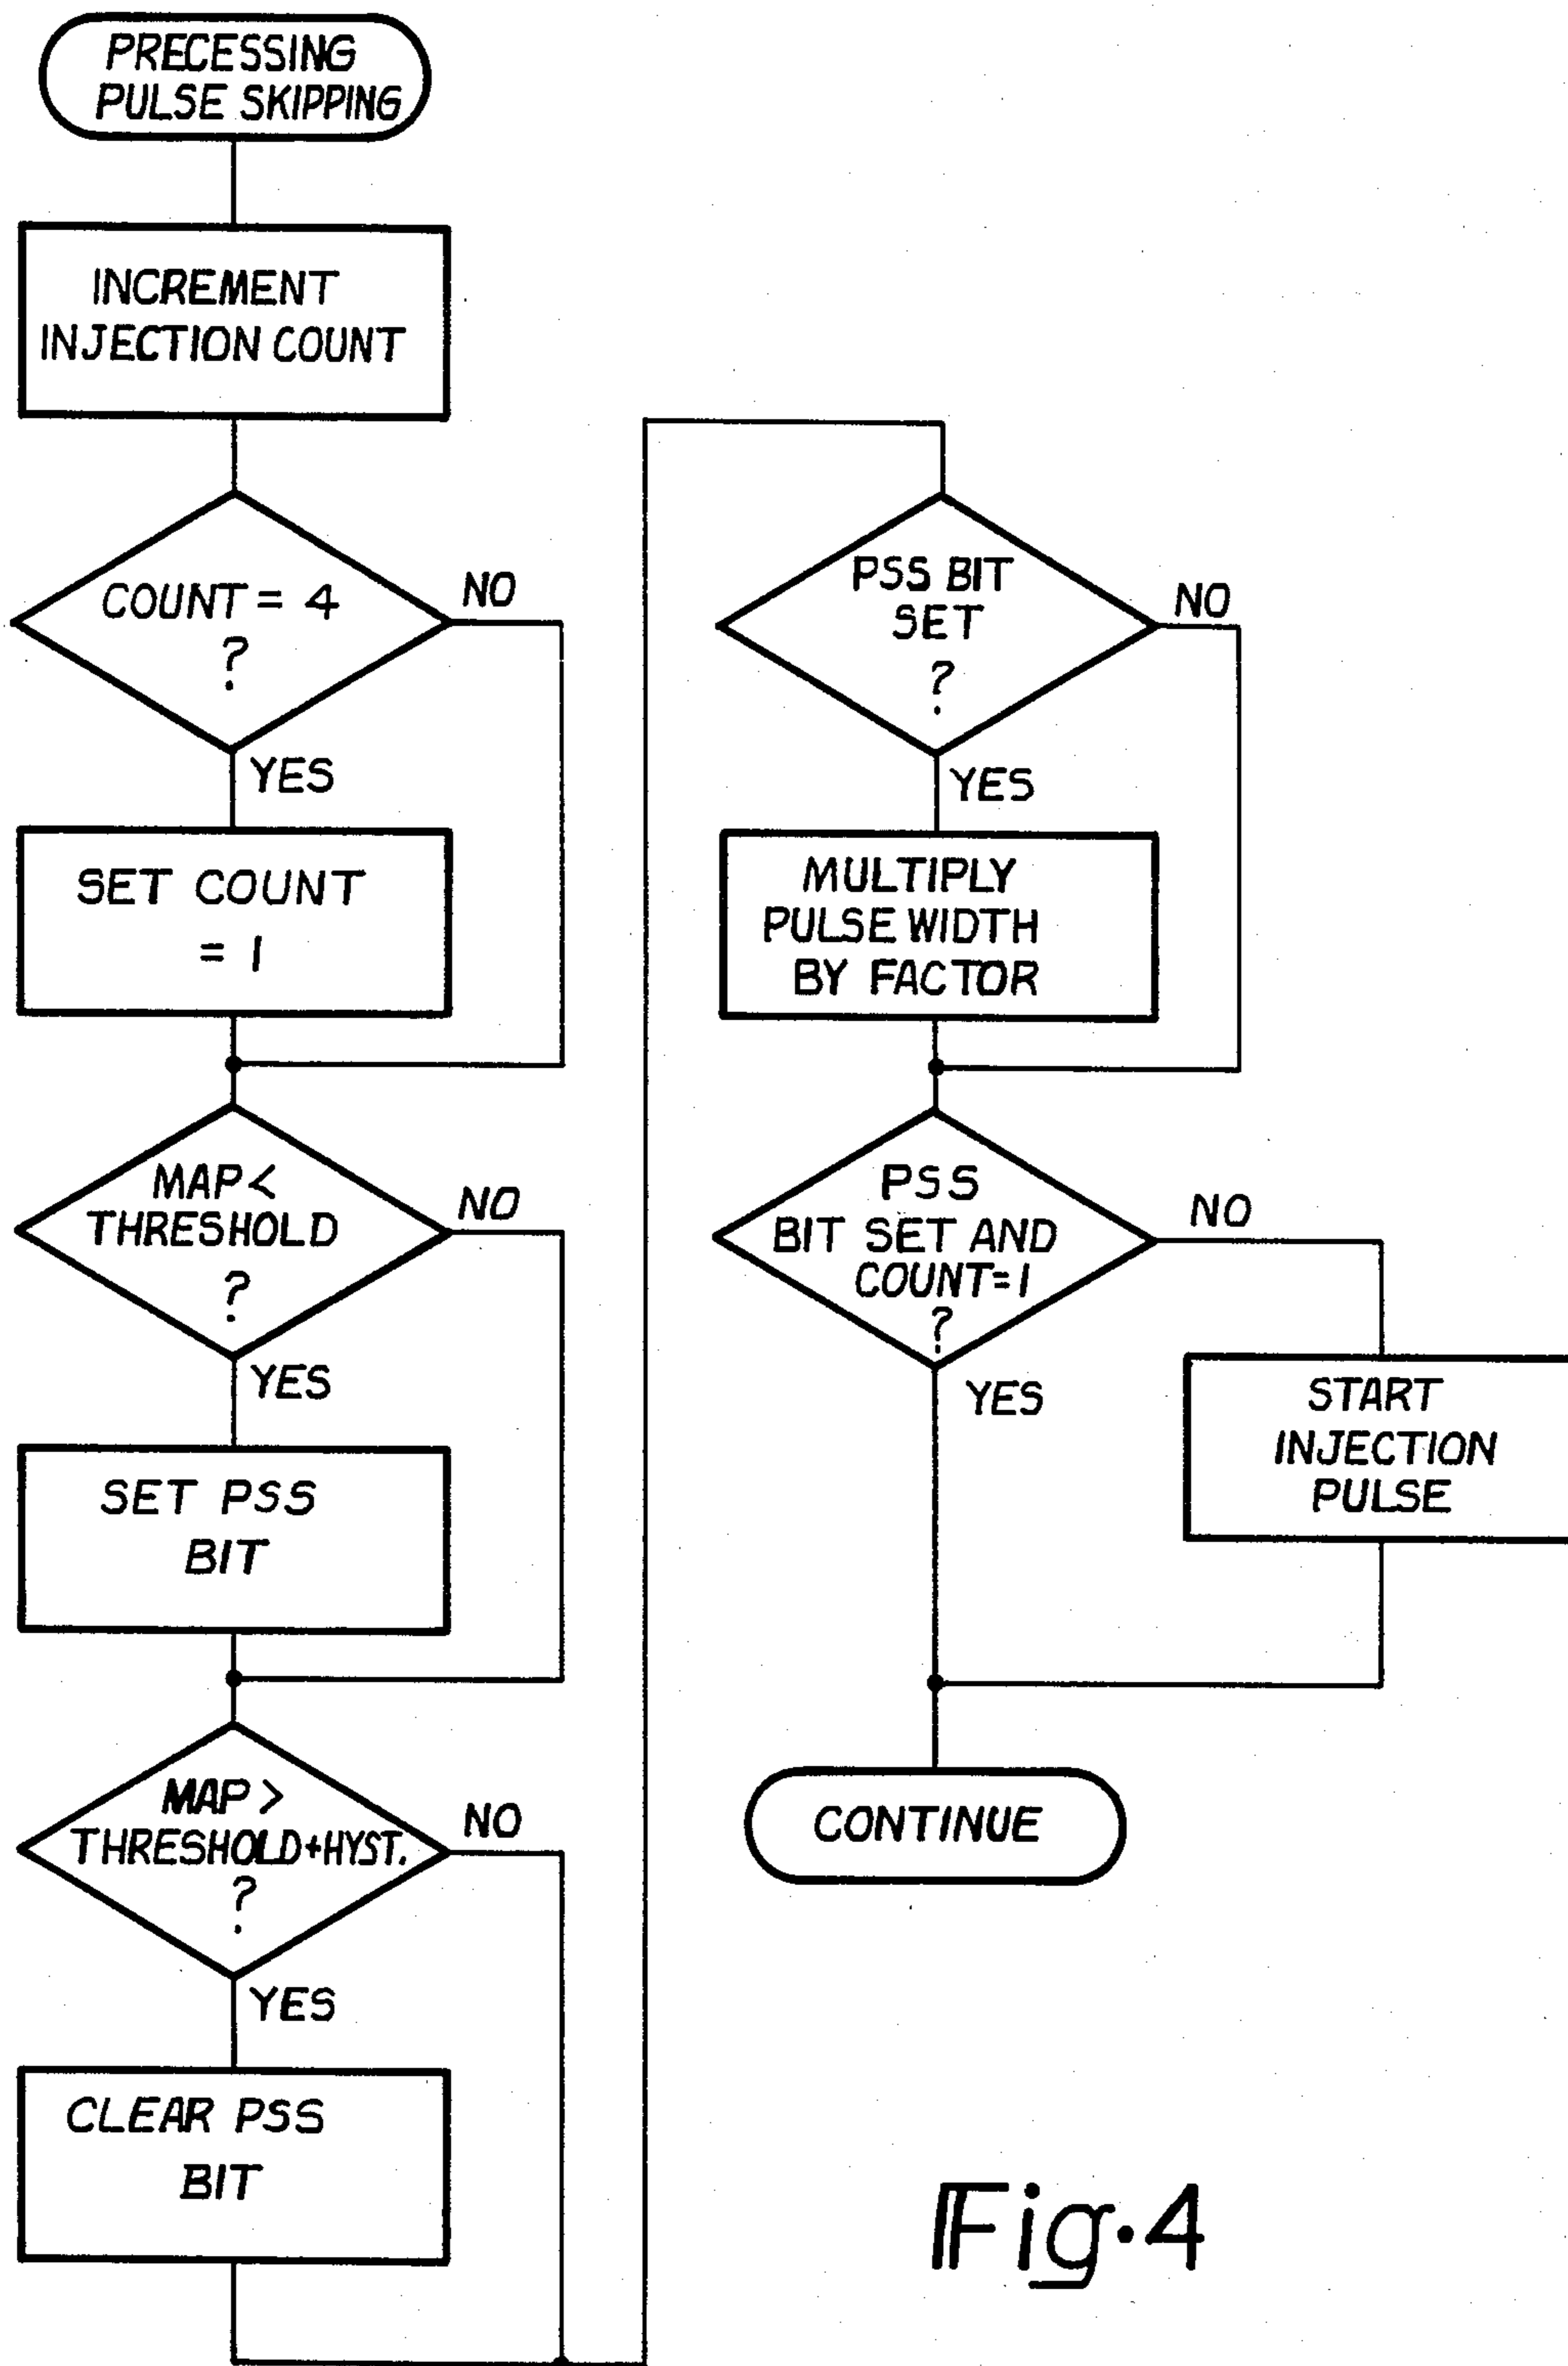 PRECESSING
PULSE SKIPPING
INCREMENT
INJECTION COUNT
COUNT = 4
?
NO
YES
SET COUNT
= 1
MAP <
THRESHOLD
?
NO
YES
SET PSS
BIT
MAP >
THRESHOLD+HYST.
?
NO
YES
CLEAR PSS
BIT
PSS BIT
SET
?
NO
YES
MULTIPLY
PULSE WIDTH
BY FACTOR
PSS
BIT SET AND
COUNT=1
?
NO
YES
START
INJECTION
PULSE
CONTINUE
Fig. 4